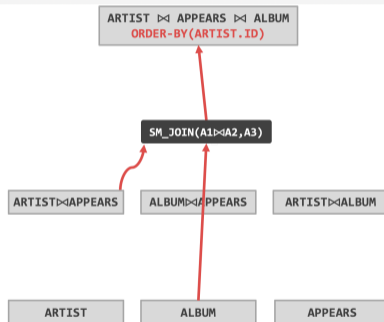 ARTIST ⨝ APPEARS ⨝ ALBUM
ORDER-BY(ARTIST.ID)
SM_JOIN(A1⨝A2,A3)
ARTIST⨝APPEARS
ALBUM⨝APPEARS
ARTIST⨝ALBUM
ARTIST
ALBUM
APPEARS